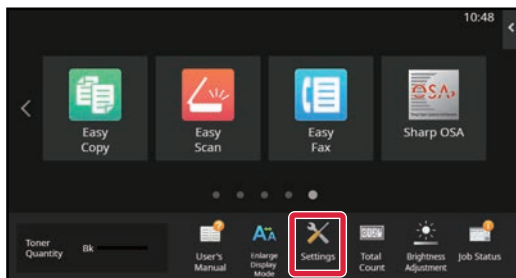 10:48
Easy
Copy
Easy
Scan
Easy
Fax
Sharp OSA
OSA
Toner
Quantity
Bk
User's
Manual
Enlarge
Display
Mode
Settings
Total
Count
Brightness
Adjustment
Job Status